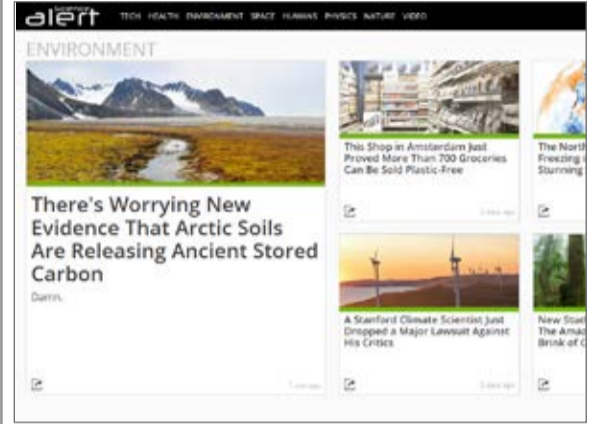 science
alert
TECH HEALTH ENVIRONMENT SPACE HUMANS PHYSICS NATURE VIDEO
ENVIRONMENT
There's Worrying New
Evidence That Arctic Soils
Are Releasing Ancient Stored
Carbon
Damn.
This Shop in Amsterdam Just
Proved More Than 700 Groceries
Can Be Sold Plastic-Free
The North
Freezing
Stunning
A Stanford Climate Scientist Just
Dropped a Major Lawsuit Against
His Critics
New Stud
The Amaz
Brink of